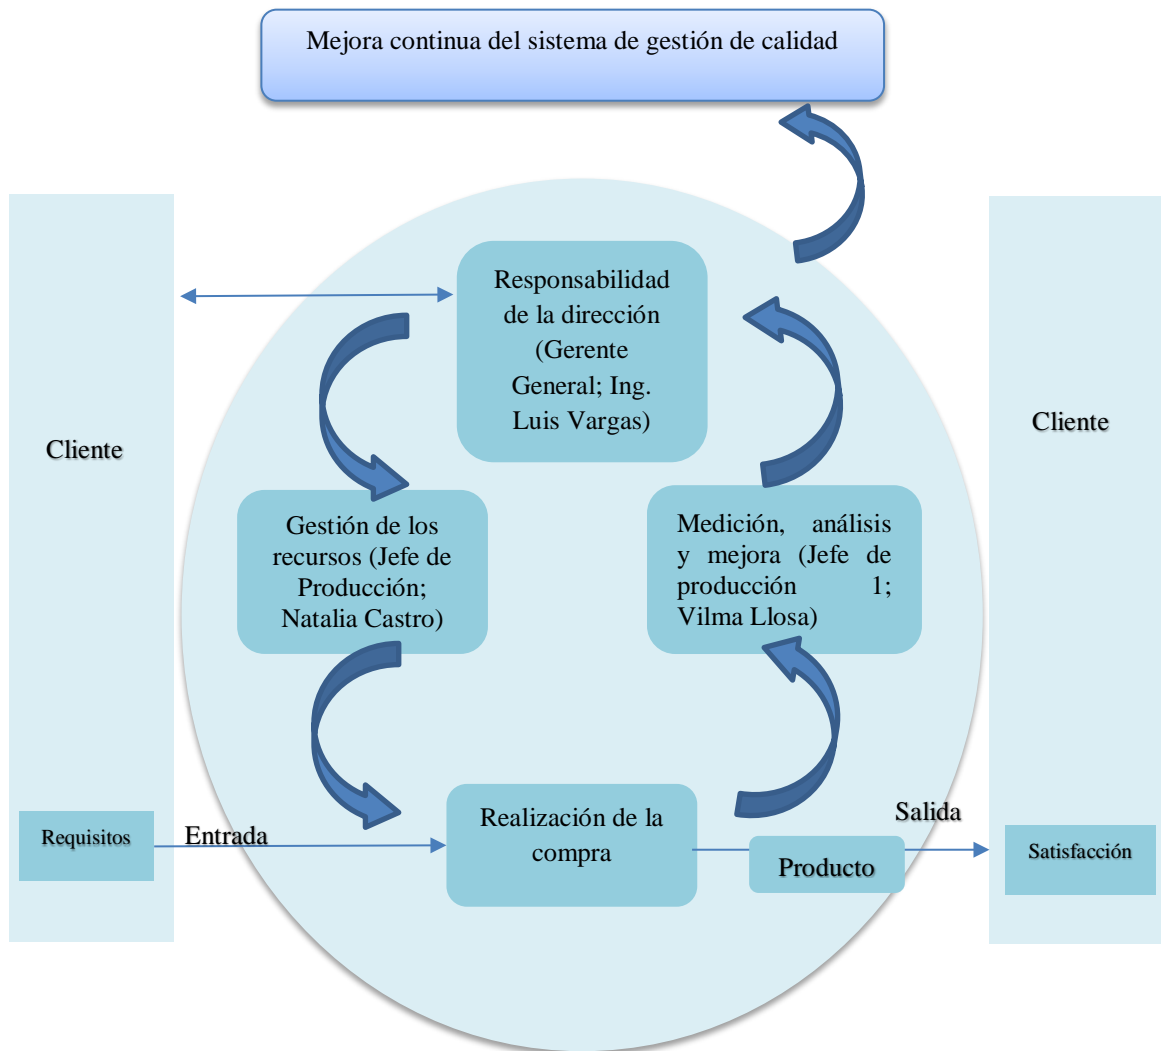 Mejora continua del sistema de gestión de calidad
Responsabilidad
de la dirección
(Gerente
General; Ing.
Luis Vargas)
Cliente
Cliente
Gestión de los
recursos (Jefe de
Producción;
Natalia Castro)
Medición, análisis
y mejora (Jefe de
producción 1;
Vilma Llosa)
Requisitos
Entrada
Realización de la
compra
Producto
Salida
Satisfacción